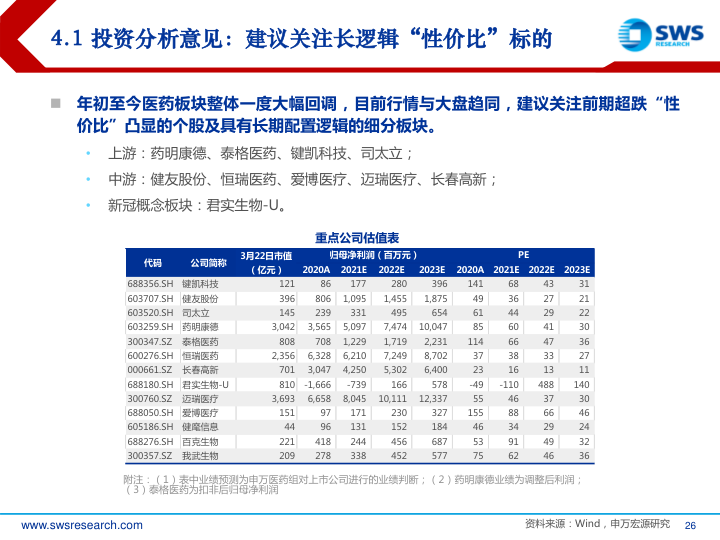 4.1 投资分析意见：建议关注长逻辑“性价比”标的
SWS
RESEARCH
年初至今医药板块整体一度大幅回调，目前行情与大盘趋同，建议关注前期超跌“性
价比”凸显的个股及具有长期配置逻辑的细分板块。
• 上游：药明康德、泰格医药、键凯科技、司太立；
• 中游：健友股份、恒瑞医药、爱博医疗、迈瑞医疗、长春高新；
• 新冠概念板块：君实生物-U。
重点公司估值表
代码 公司简称 3月22日市值（亿元） 归母净利润（百万元） PE
2020A 2021E 2022E 2023E 2020A 2021E 2022E 2023E
688356.SH 键凯科技 121 86 177 280 396 141 68 43 31
603707.SH 健友股份 396 806 1,095 1,455 1,875 49 36 27 21
603520.SH 司太立 145 239 331 495 654 61 44 29 22
603259.SH 药明康德 3,042 3,565 5,097 7,474 10,047 85 60 41 30
300347.SZ 泰格医药 808 708 1,229 1,719 2,231 114 66 47 36
600276.SH 恒瑞医药 2,356 6,328 6,210 7,249 8,702 37 38 33 27
000661.SZ 长春高新 701 3,047 4,250 5,302 6,400 23 16 13 11
688180.SH 君实生物-U 810 -1,666 -739 166 578 -49 -110 488 140
300760.SZ 迈瑞医疗 3,693 6,658 8,045 10,111 12,337 55 46 37 30
688050.SH 爱博医疗 151 97 171 230 327 155 88 66 46
605186.SH 健麾信息 44 96 131 152 184 46 34 29 24
688276.SH 百克生物 221 418 244 456 687 53 91 49 32
300357.SZ 我武生物 209 278 338 452 577 75 62 46 36
附注：（1）表中业绩预测为申万医药组对上市公司进行的业绩判断；（2）药明康德业绩为调整后利润；
（3）泰格医药为扣非后归母净利润
www.swsresearch.com
资料来源：Wind，申万宏源研究
26